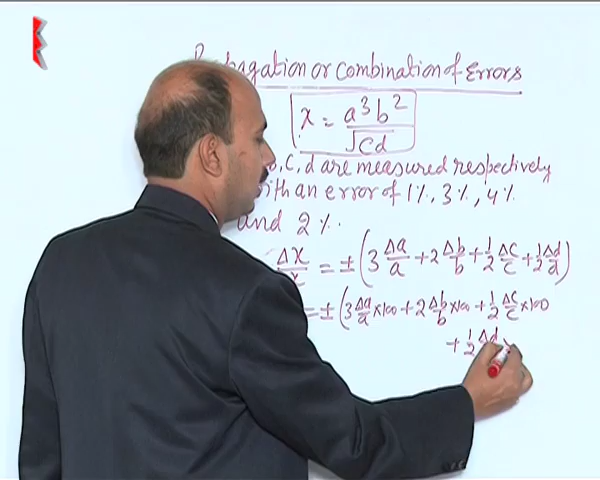 Propagation or combination of Errors
x = a³b² / √cd
, c, d are measured respectively
with an error of 1%, 3%, 4%
and 2%.
Δx/x = ± (3 Δa/a + 2 Δb/b + 1/2 Δc/c + 1/2 Δd/d)
= ± (3 Δa/a ×100 + 2 Δb/b ×100 + 1/2 Δc/c ×100
+ 1/2 Δd